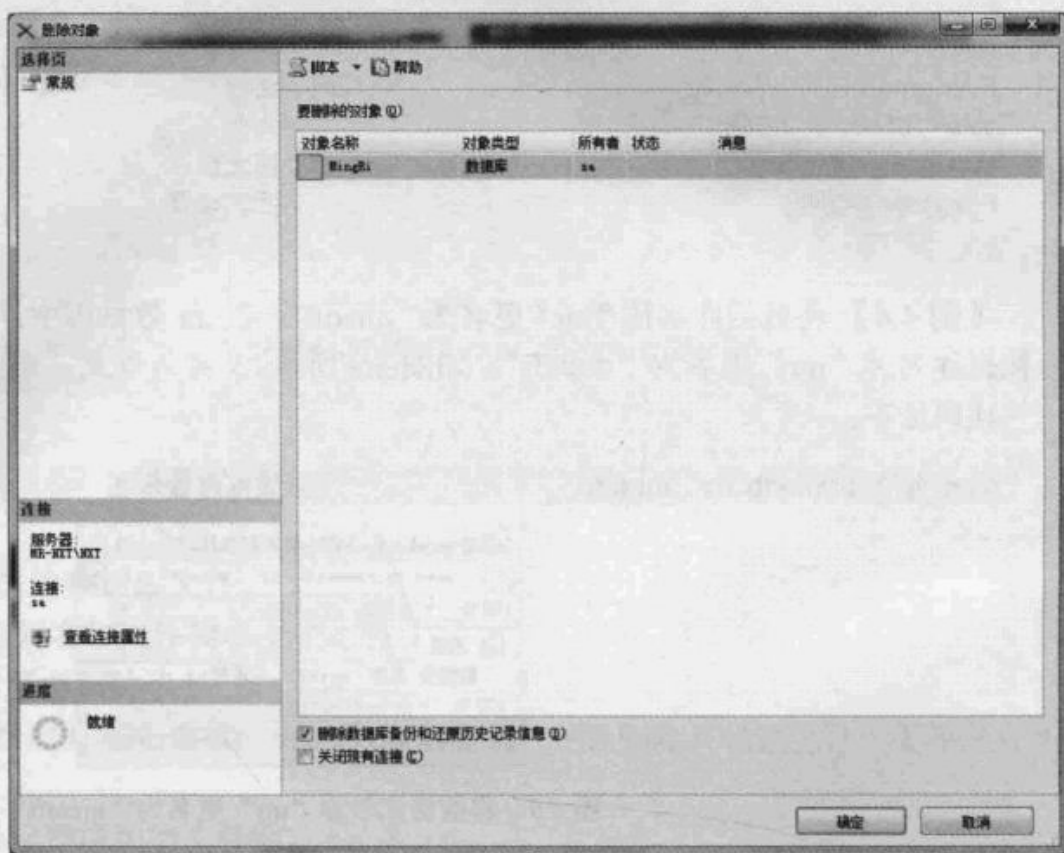 删除对象
选择页
常规
脚本 帮助
要删除的对象(Q)
对象名称 对象类型 所有者 状态 消息
MingRi 数据库 sa
连接
服务器:
MR-NXT\NXT
连接:
sa
查看连接属性
进度
就绪
删除数据库备份和还原历史记录信息(D)
关闭现有连接(C)
确定 取消